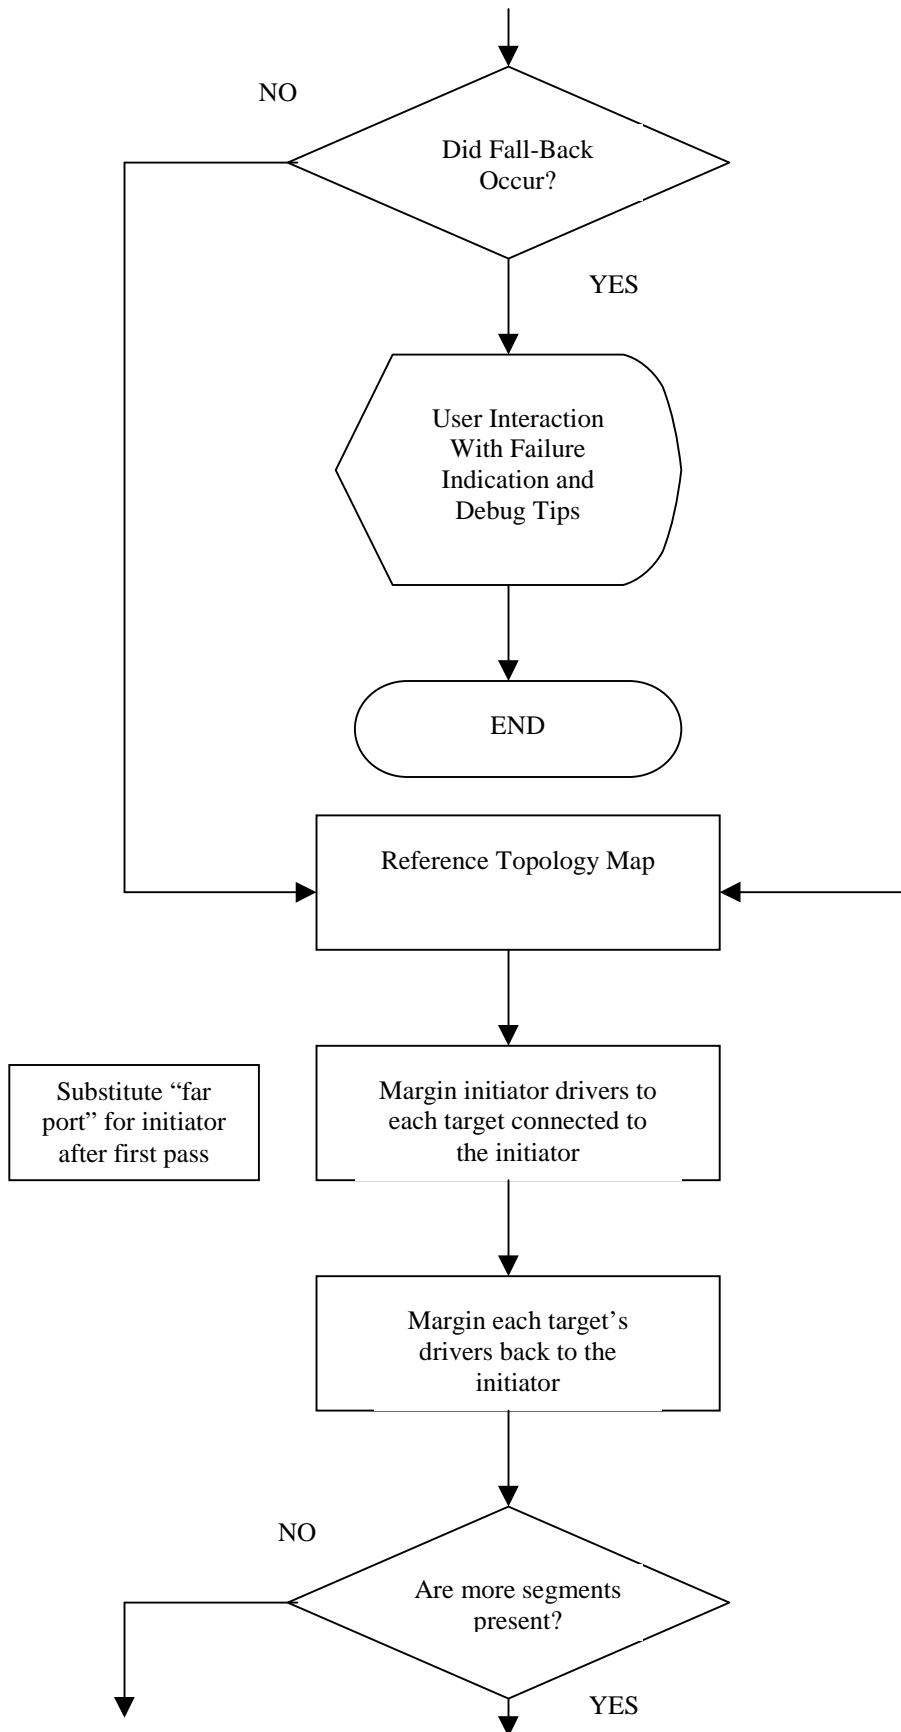 NO
Did Fall-Back
Occur?
YES
User Interaction
With Failure
Indication and
Debug Tips
END
Reference Topology Map
Substitute “far
port” for initiator
after first pass
Margin initiator drivers to
each target connected to
the initiator
Margin each target’s
drivers back to the
initiator
NO
Are more segments
present?
YES